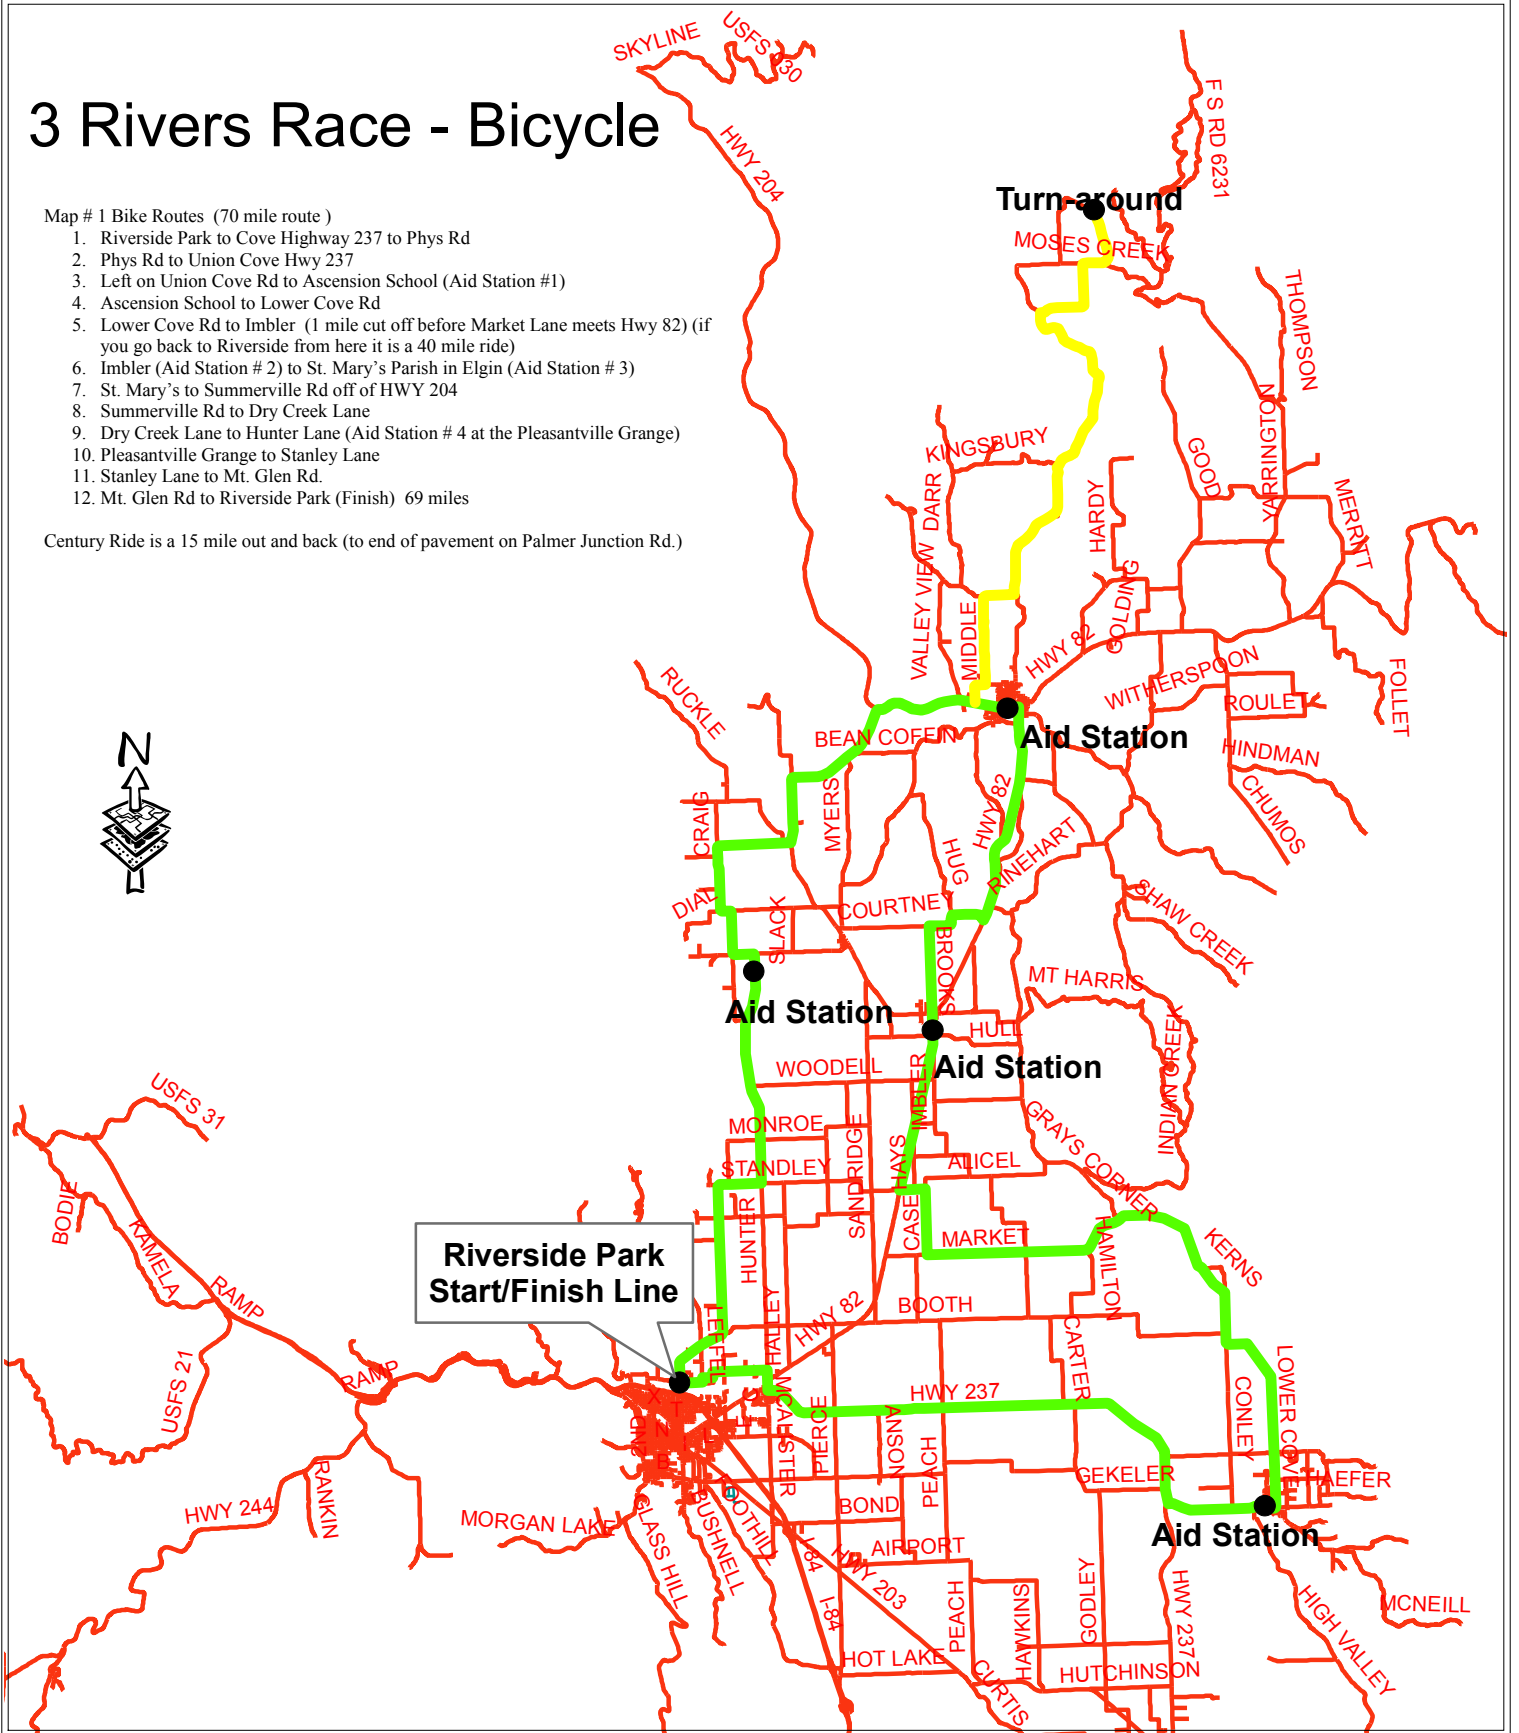 3 Rivers Race - Bicycle
Map # 1 Bike Routes (70 mile route )
1. Riverside Park to Cove Highway 237 to Phys Rd
2. Phys Rd to Union Cove Hwy 237
3. Left on Union Cove Rd to Ascension School (Aid Station #1)
4. Ascension School to Lower Cove Rd
5. Lower Cove Rd to Imbler (1 mile cut off before Market Lane meets Hwy 82) (if
you go back to Riverside from here it is a 40 mile ride)
6. Imbler (Aid Station # 2) to St. Mary's Parish in Elgin (Aid Station # 3)
7. St. Mary's to Summerville Rd off of HWY 204
8. Summerville Rd to Dry Creek Lane
9. Dry Creek Lane to Hunter Lane (Aid Station # 4 at the Pleasantville Grange)
10. Pleasantville Grange to Stanley Lane
11. Stanley Lane to Mt. Glen Rd.
12. Mt. Glen Rd to Riverside Park (Finish) 69 miles
Century Ride is a 15 mile out and back (to end of pavement on Palmer Junction Rd.)
SKYLINE
USFS 930
HWY 204
F S RD 6231
Turn-around
MOSES CREEK
THOMPSON
KINGSBURY
GOOD
YARRINGTON
DARR
HARDY
MERRITT
VALLEY VIEW
GOLDING
MIDDLE
HWY 82
WITHERSPOON
FOLLET
RUCKLE
ROULET
N
BEAN COFFIN
Aid Station
HINDMAN
CHUMOS
MYERS
HWY 82
CRAIG
HUG
RINEHART
DIAL
COURTNEY
SHAW CREEK
SLACK
BROOKS
MT HARRIS
Aid Station
HULL
INDIAN CREEK
WOODELL
Aid Station
IMBLER
USFS 31
MONROE
SANDRIDGE
GRAYS CORNER
STANDLEY
HAYS
ALICEL
BODIE
KAMELA
HUNTER
CASE
MARKET
HAMILTON
KERNS
Riverside Park
Start/Finish Line
RAMP
HALLEY
HWY 82
BOOTH
LEFFEL
CARTER
LOWER COVE
USFS 21
RAMP
X
T
N
L
B
2ND
MCALISTER
PIERCE
HWY 237
ANSON
PEACH
CONLEY
GEKELER
HAEFER
HWY 244
RANKIN
MORGAN LAKE
GLASS HILL
BUSHNELL
FOOTHILL
BOND
Aid Station
I-84
HWY 203
AIRPORT
I-84
PEACH
HAWKINS
GODLEY
HWY 237
HIGH VALLEY
MCNEILL
HOT LAKE
CURTIS
HUTCHINSON